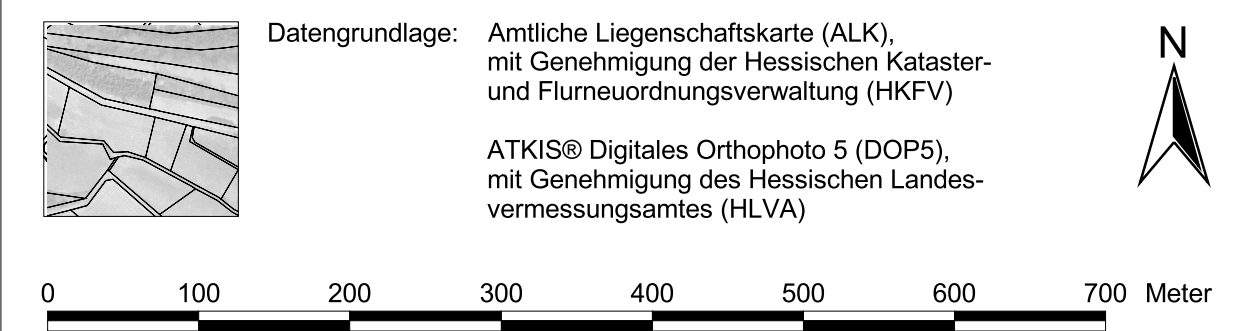 Datengrundlage: Amtliche Liegenschaftskarte (ALK),
mit Genehmigung der Hessischen Kataster-
und Flurneuordnungsverwaltung (HKFV)
ATKIS® Digitales Orthophoto 5 (DOP5),
mit Genehmigung des Hessischen Landes-
vermessungsamtes (HLVA)
N
0 100 200 300 400 500 600 700 Meter